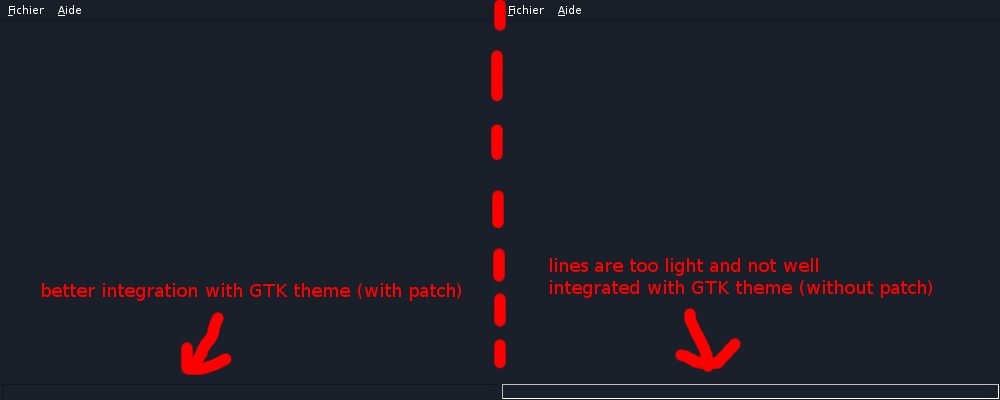 Fichier Aide
Fichier Aide
better integration with GTK theme (with patch)
lines are too light and not well
integrated with GTK theme (without patch)